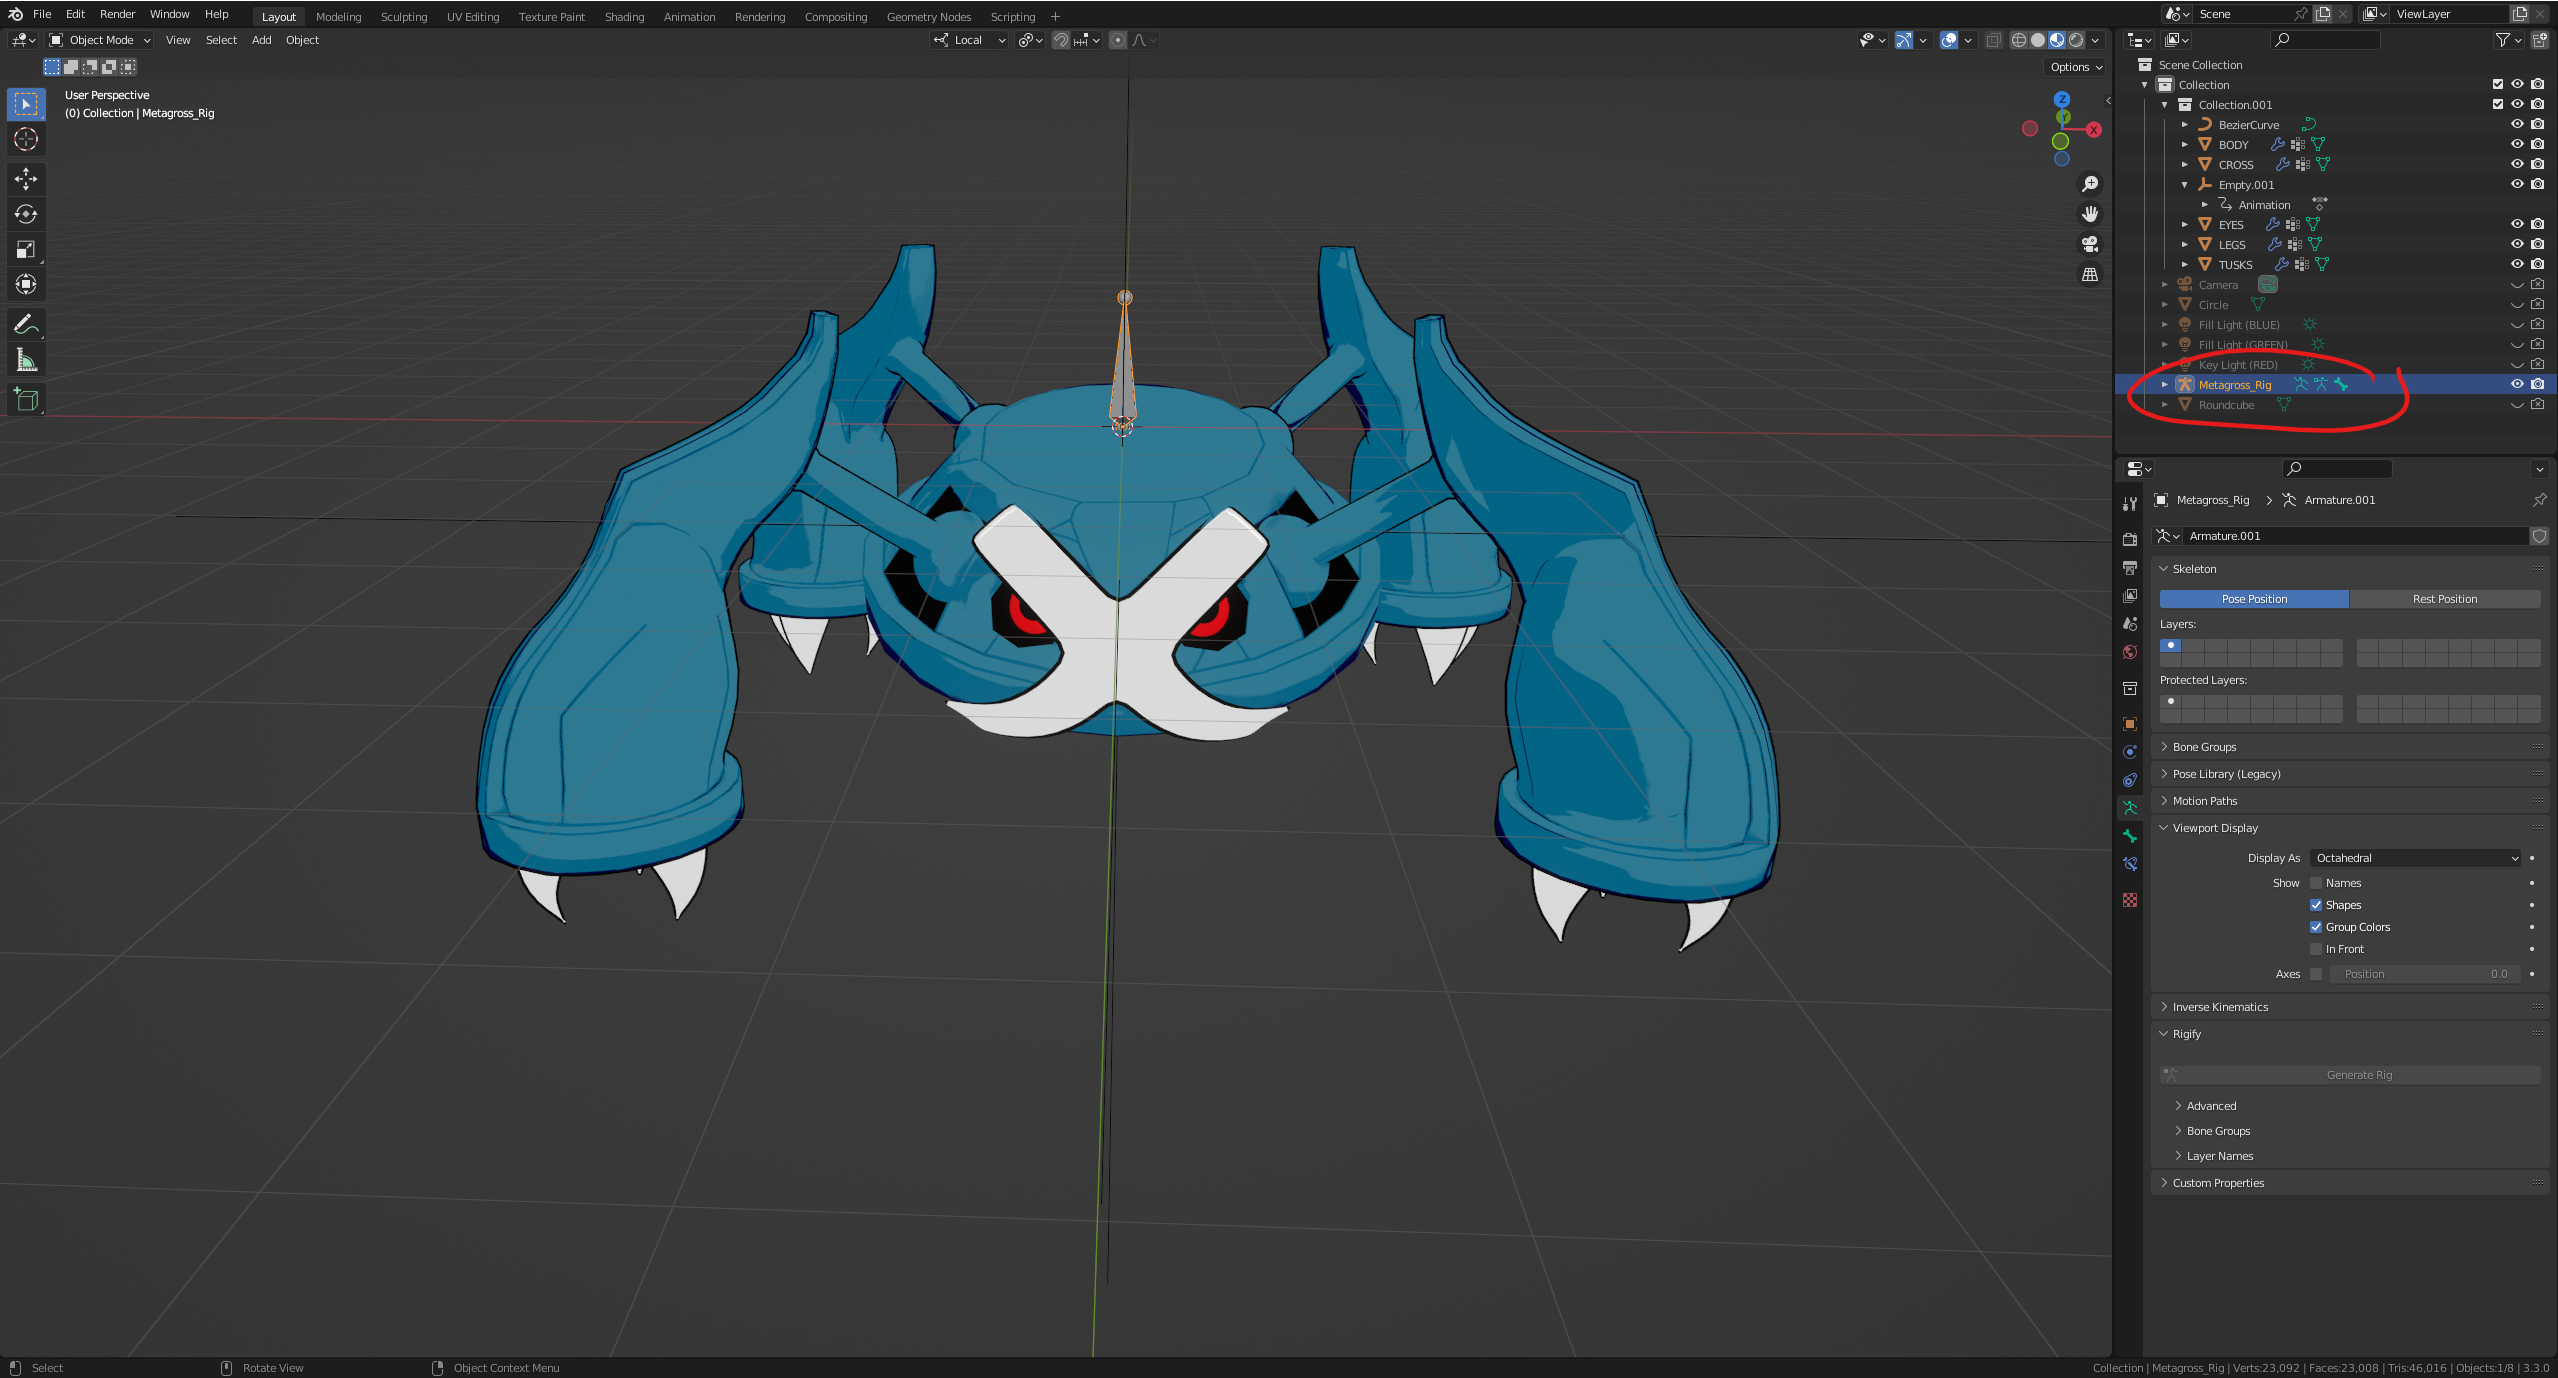 File Edit Render Window Help Layout Modeling Sculpting UV Editing Texture Paint Shading Animation Rendering Compositing Geometry Nodes Scripting + Scene ViewLayer
Object Mode View Select Add Object Local
Options
User Perspective
(0) Collection | Metagross_Rig
Z
Y
X
Scene Collection
Collection
Collection.001
BezierCurve
BODY
CROSS
Empty.001
Animation
EYES
LEGS
TUSKS
Camera
Circle
Fill Light (BLUE)
Fill Light (GREEN)
Key Light (RED)
Metagross_Rig
Roundcube
Metagross_Rig > Armature.001
Armature.001
Skeleton
Pose Position Rest Position
Layers:
Protected Layers:
Bone Groups
Pose Library (Legacy)
Motion Paths
Viewport Display
Display As Octahedral
Show Names
Shapes
Group Colors
In Front
Axes Position 0.0
Inverse Kinematics
Rigify
Generate Rig
Advanced
Bone Groups
Layer Names
Custom Properties
Select Rotate View Object Context Menu Collection | Metagross_Rig | Verts:23,092 | Faces:23,008 | Tris:46,016 | Objects:1/8 | 3.3.0